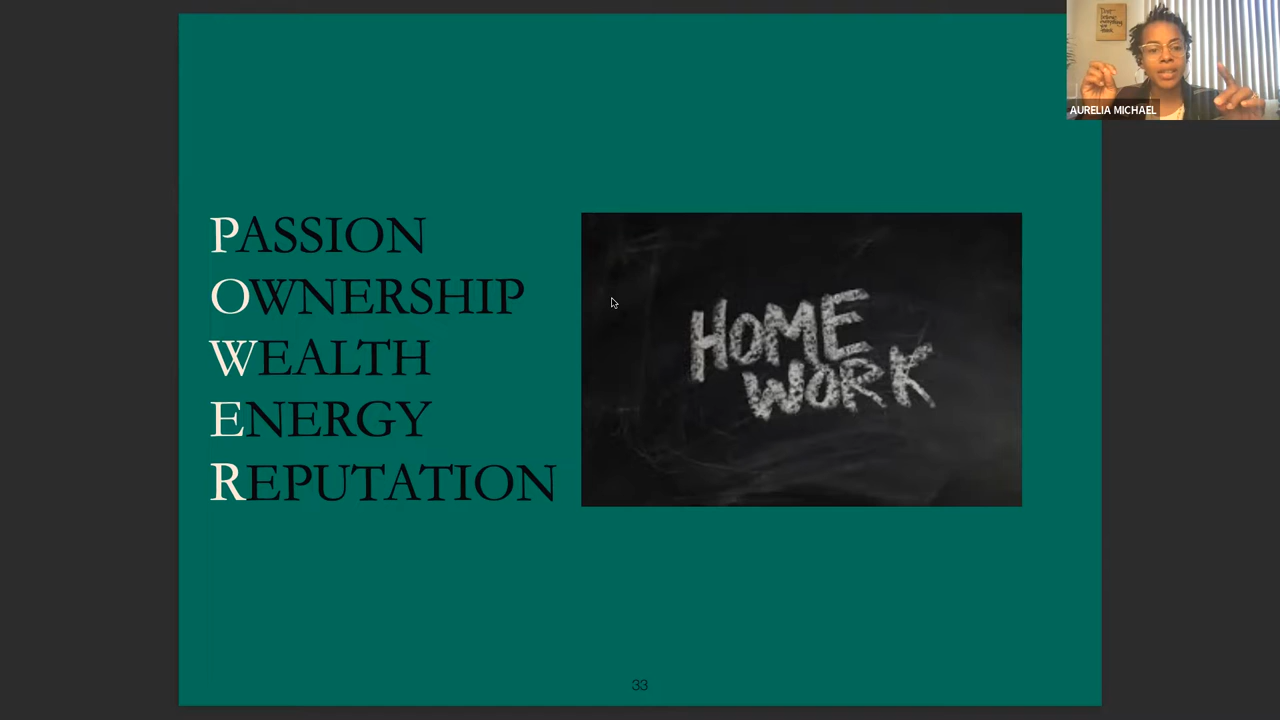 PASSION
OWNERSHIP
WEALTH
ENERGY
REPUTATION
HOME
WORK
AURELIA MICHAEL
33